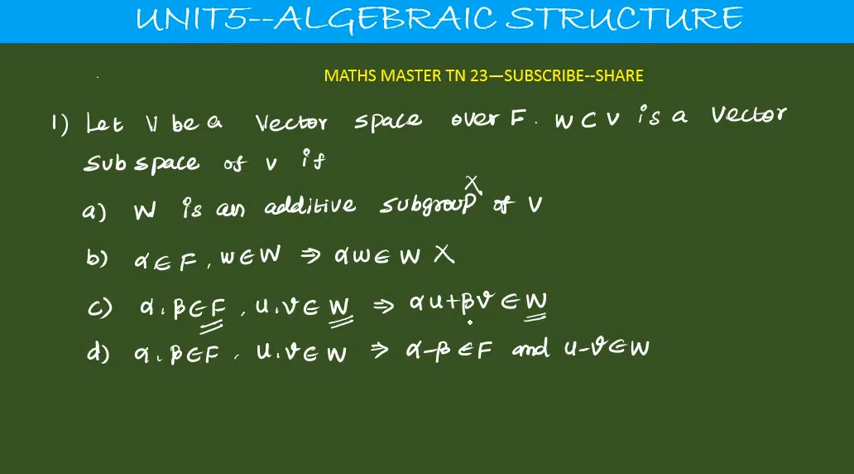 UNIT5--ALGEBRAIC STRUCTURE
MATHS MASTER TN 23—SUBSCRIBE--SHARE
1) Let V be a Vector space over F. W ⊂ V is a Vector
Subspace of V if
a) W is an additive subgroup X of V
b) α ∈ F, w ∈ W ⇒ αw ∈ W X
c) α, β ∈ F, u, v ∈ W ⇒ αu + βv ∈ W
d) α, β ∈ F, u, v ∈ W ⇒ α-β ∈ F and u-v ∈ W